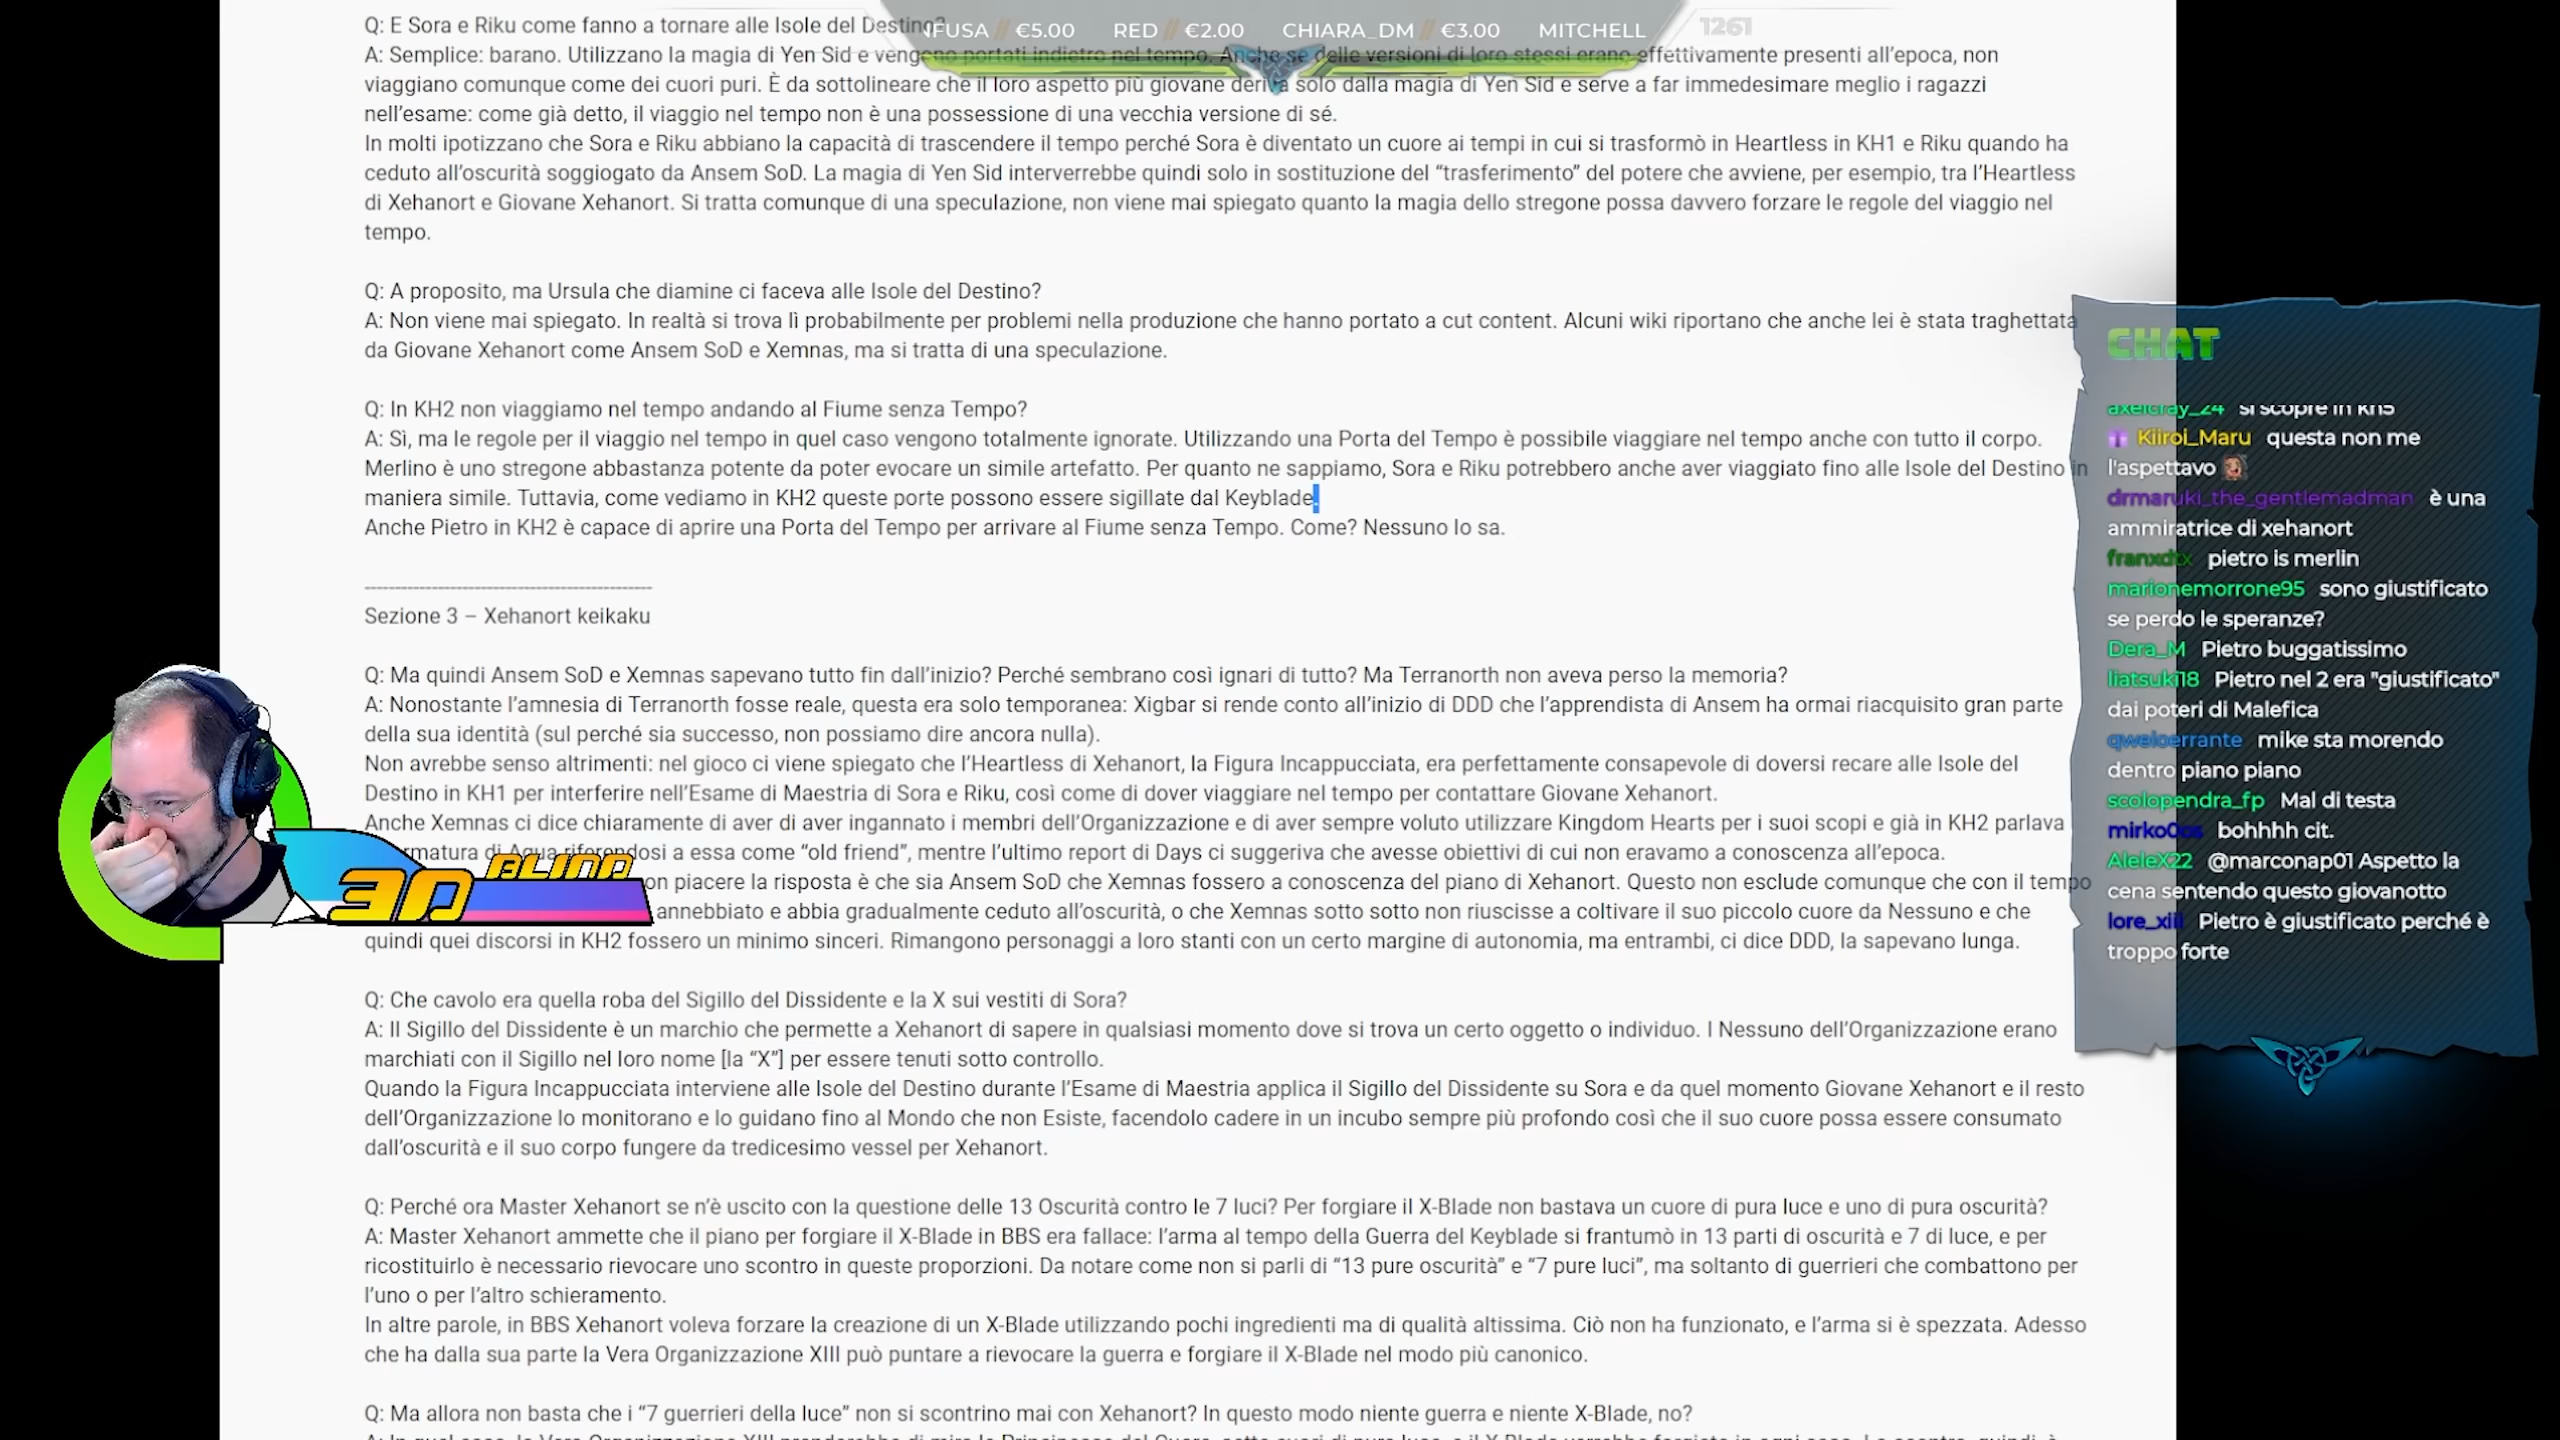 NFUSA // €5.00 RED // €2.00 CHIARA_DM // €3.00 MITCHELL
1261
Q: E Sora e Riku come fanno a tornare alle Isole del Destino?
A: Semplice: barano. Utilizzano la magia di Yen Sid e vengono portati indietro nel tempo. Anche se delle versioni di loro stessi erano effettivamente presenti all’epoca, non
viaggiano comunque come dei cuori puri. È da sottolineare che il loro aspetto più giovane deriva solo dalla magia di Yen Sid e serve a far immedesimare meglio i ragazzi
nell’esame: come già detto, il viaggio nel tempo non è una possessione di una vecchia versione di sé.
In molti ipotizzano che Sora e Riku abbiano la capacità di trascendere il tempo perché Sora è diventato un cuore ai tempi in cui si trasformò in Heartless in KH1 e Riku quando ha
ceduto all’oscurità soggiogato da Ansem SoD. La magia di Yen Sid interverrebbe quindi solo in sostituzione del “trasferimento” del potere che avviene, per esempio, tra l’Heartless
di Xehanort e Giovane Xehanort. Si tratta comunque di una speculazione, non viene mai spiegato quanto la magia dello stregone possa davvero forzare le regole del viaggio nel
tempo.
Q: A proposito, ma Ursula che diamine ci faceva alle Isole del Destino?
A: Non viene mai spiegato. In realtà si trova lì probabilmente per problemi nella produzione che hanno portato a cut content. Alcuni wiki riportano che anche lei è stata traghettata
da Giovane Xehanort come Ansem SoD e Xemnas, ma si tratta di una speculazione.
Q: In KH2 non viaggiamo nel tempo andando al Fiume senza Tempo?
A: Sì, ma le regole per il viaggio nel tempo in quel caso vengono totalmente ignorate. Utilizzando una Porta del Tempo è possibile viaggiare nel tempo anche con tutto il corpo.
Merlino è uno stregone abbastanza potente da poter evocare un simile artefatto. Per quanto ne sappiamo, Sora e Riku potrebbero anche aver viaggiato fino alle Isole del Destino in
maniera simile. Tuttavia, come vediamo in KH2 queste porte possono essere sigillate dal Keyblade.
Anche Pietro in KH2 è capace di aprire una Porta del Tempo per arrivare al Fiume senza Tempo. Come? Nessuno lo sa.
------------------------------------------------
Sezione 3 – Xehanort keikaku
Q: Ma quindi Ansem SoD e Xemnas sapevano tutto fin dall’inizio? Perché sembrano così ignari di tutto? Ma Terranorth non aveva perso la memoria?
A: Nonostante l’amnesia di Terranorth fosse reale, questa era solo temporanea: Xigbar si rende conto all’inizio di DDD che l’apprendista di Ansem ha ormai riacquisito gran parte
della sua identità (sul perché sia successo, non possiamo dire ancora nulla).
Non avrebbe senso altrimenti: nel gioco ci viene spiegato che l’Heartless di Xehanort, la Figura Incappucciata, era perfettamente consapevole di doversi recare alle Isole del
Destino in KH1 per interferire nell’Esame di Maestria di Sora e Riku, così come di dover viaggiare nel tempo per contattare Giovane Xehanort.
Anche Xemnas ci dice chiaramente di aver di aver ingannato i membri dell’Organizzazione e di aver sempre voluto utilizzare Kingdom Hearts per i suoi scopi e già in KH2 parlava
rmatura di Aqua riferendosi a essa come “old friend”, mentre l’ultimo report di Days ci suggeriva che avesse obiettivi di cui non eravamo a conoscenza all’epoca.
on piacere la risposta è che sia Ansem SoD che Xemnas fossero a conoscenza del piano di Xehanort. Questo non esclude comunque che con il tempo
annebbiato e abbia gradualmente ceduto all’oscurità, o che Xemnas sotto sotto non riuscisse a coltivare il suo piccolo cuore da Nessuno e che
quindi quei discorsi in KH2 fossero un minimo sinceri. Rimangono personaggi a loro stanti con un certo margine di autonomia, ma entrambi, ci dice DDD, la sapevano lunga.
Q: Che cavolo era quella roba del Sigillo del Dissidente e la X sui vestiti di Sora?
A: Il Sigillo del Dissidente è un marchio che permette a Xehanort di sapere in qualsiasi momento dove si trova un certo oggetto o individuo. I Nessuno dell’Organizzazione erano
marchiati con il Sigillo nel loro nome [la “X”] per essere tenuti sotto controllo.
Quando la Figura Incappucciata interviene alle Isole del Destino durante l’Esame di Maestria applica il Sigillo del Dissidente su Sora e da quel momento Giovane Xehanort e il resto
dell’Organizzazione lo monitorano e lo guidano fino al Mondo che non Esiste, facendolo cadere in un incubo sempre più profondo così che il suo cuore possa essere consumato
dall’oscurità e il suo corpo fungere da tredicesimo vessel per Xehanort.
Q: Perché ora Master Xehanort se n’è uscito con la questione delle 13 Oscurità contro le 7 luci? Per forgiare il X-Blade non bastava un cuore di pura luce e uno di pura oscurità?
A: Master Xehanort ammette che il piano per forgiare il X-Blade in BBS era fallace: l’arma al tempo della Guerra del Keyblade si frantumò in 13 parti di oscurità e 7 di luce, e per
ricostituirlo è necessario rievocare uno scontro in queste proporzioni. Da notare come non si parli di “13 pure oscurità” e “7 pure luci”, ma soltanto di guerrieri che combattono per
l’uno o per l’altro schieramento.
In altre parole, in BBS Xehanort voleva forzare la creazione di un X-Blade utilizzando pochi ingredienti ma di qualità altissima. Ciò non ha funzionato, e l’arma si è spezzata. Adesso
che ha dalla sua parte la Vera Organizzazione XIII può puntare a rievocare la guerra e forgiare il X-Blade nel modo più canonico.
Q: Ma allora non basta che i “7 guerrieri della luce” non si scontrino mai con Xehanort? In questo modo niente guerra e niente X-Blade, no?
3D BLIND
CHAT
axelcray_24 si scopre in kh5
Kiiroi_Maru questa non me
l'aspettavo
drmaruki_the_gentlemadman è una
ammiratrice di xehanort
franxdtx pietro is merlin
marionemorrone95 sono giustificato
se perdo le speranze?
Dera_M Pietro buggatissimo
liatsuki18 Pietro nel 2 era "giustificato"
dai poteri di Malefica
qweloerrante mike sta morendo
dentro piano piano
scolopendra_fp Mal di testa
mirko0os bohhhh cit.
AleleX22 @marconap01 Aspetto la
cena sentendo questo giovanotto
lore_xiii Pietro è giustificato perché è
troppo forte